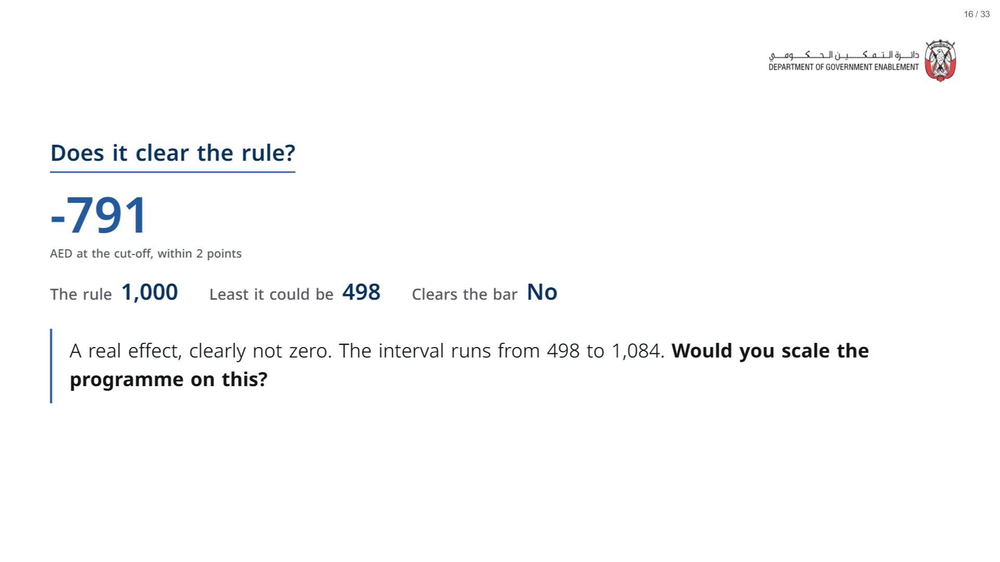 16 / 33
دائرة التمكين الحكومي
DEPARTMENT OF GOVERNMENT ENABLEMENT
Does it clear the rule?
-791
AED at the cut-off, within 2 points
The rule 1,000 Least it could be 498 Clears the bar No
A real effect, clearly not zero. The interval runs from 498 to 1,084. Would you scale the
programme on this?